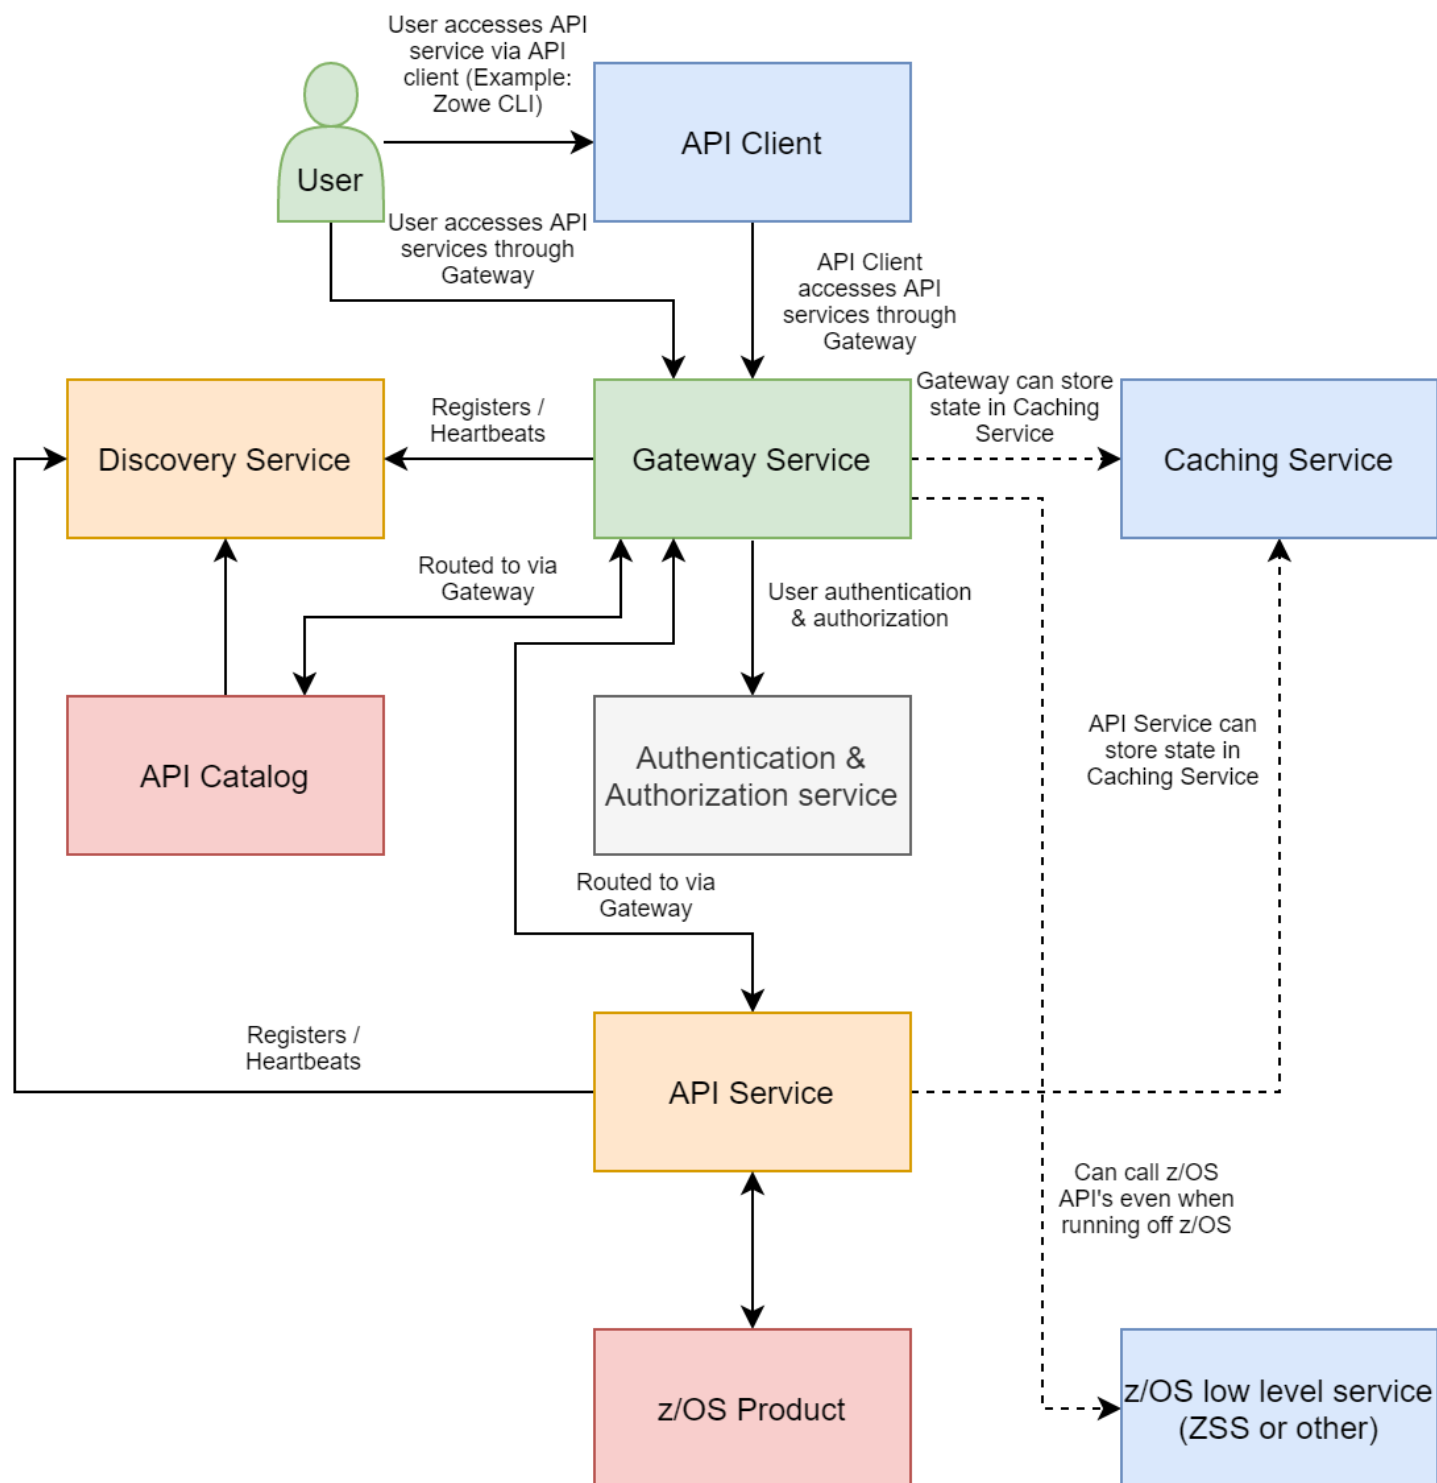 User accesses API
service via API
client (Example:
Zowe CLI)
API Client
User
User accesses API
services through
Gateway
API Client
accesses API
services through
Gateway
Discovery Service
Registers /
Heartbeats
Gateway Service
Gateway can store
state in Caching
Service
Caching Service
Routed to via
Gateway
User authentication
& authorization
API Catalog
Authentication &
Authorization service
API Service can
store state in
Caching Service
Routed to via
Gateway
Registers /
Heartbeats
API Service
Can call z/OS
API's even when
running off z/OS
z/OS Product
z/OS low level service
(ZSS or other)